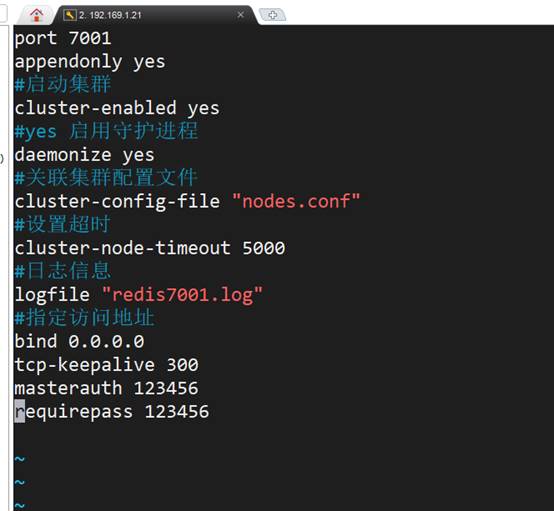 2. 192.169.1.21
port 7001
appendonly yes
#启动集群
cluster-enabled yes
#yes 启用守护进程
daemonize yes
#关联集群配置文件
cluster-config-file "nodes.conf"
#设置超时
cluster-node-timeout 5000
#日志信息
logfile "redis7001.log"
#指定访问地址
bind 0.0.0.0
tcp-keepalive 300
masterauth 123456
requirepass 123456
~
~
~